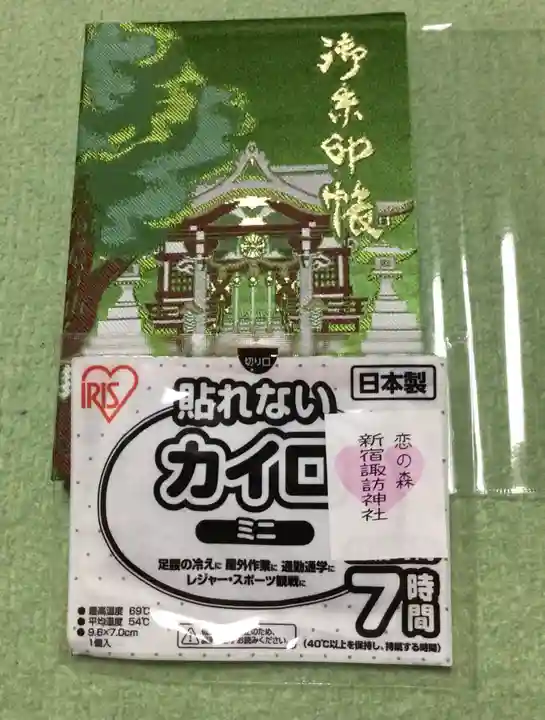 御朱印帳
切り口
IRIS
貼れない
日本製
カイロ
ミニ
恋の森
新宿諏訪神社
足腰の冷えに 屋外作業に 通勤通学に
レジャー・スポーツ観戦に
7時間
(40℃以上を保持し、持続する時間)
●最高温度 69℃
●平均温度 54℃
●9.6×7.0cm
1個入